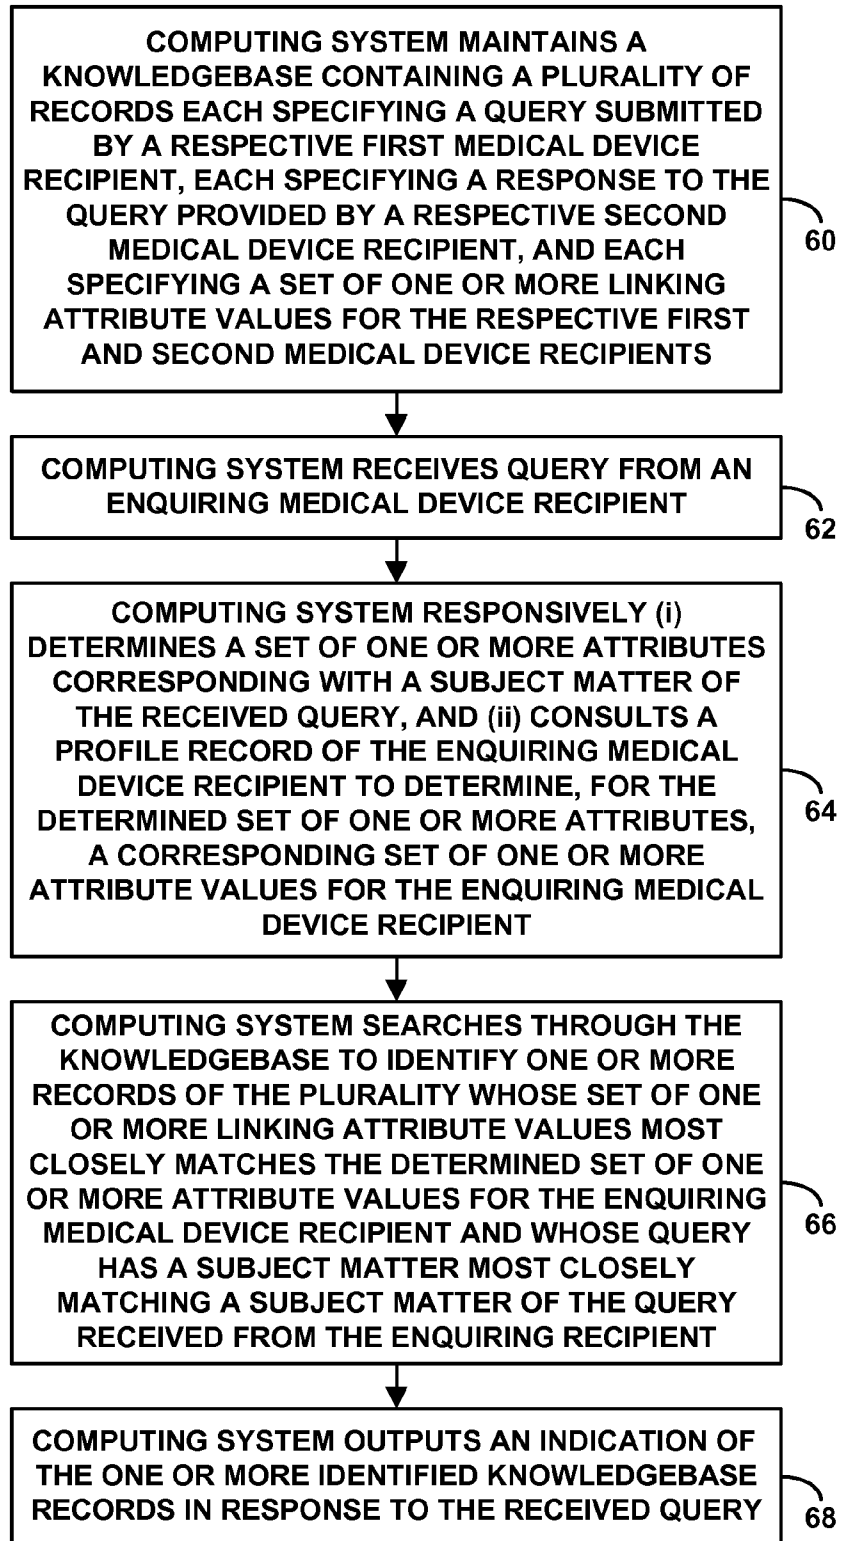 COMPUTING SYSTEM MAINTAINS A
KNOWLEDGEBASE CONTAINING A PLURALITY OF
RECORDS EACH SPECIFYING A QUERY SUBMITTED
BY A RESPECTIVE FIRST MEDICAL DEVICE
RECIPIENT, EACH SPECIFYING A RESPONSE TO THE
QUERY PROVIDED BY A RESPECTIVE SECOND
MEDICAL DEVICE RECIPIENT, AND EACH
SPECIFYING A SET OF ONE OR MORE LINKING
ATTRIBUTE VALUES FOR THE RESPECTIVE FIRST
AND SECOND MEDICAL DEVICE RECIPIENTS
60
COMPUTING SYSTEM RECEIVES QUERY FROM AN
ENQUIRING MEDICAL DEVICE RECIPIENT
62
COMPUTING SYSTEM RESPONSIVELY (i)
DETERMINES A SET OF ONE OR MORE ATTRIBUTES
CORRESPONDING WITH A SUBJECT MATTER OF
THE RECEIVED QUERY, AND (ii) CONSULTS A
PROFILE RECORD OF THE ENQUIRING MEDICAL
DEVICE RECIPIENT TO DETERMINE, FOR THE
DETERMINED SET OF ONE OR MORE ATTRIBUTES,
A CORRESPONDING SET OF ONE OR MORE
ATTRIBUTE VALUES FOR THE ENQUIRING MEDICAL
DEVICE RECIPIENT
64
COMPUTING SYSTEM SEARCHES THROUGH THE
KNOWLEDGEBASE TO IDENTIFY ONE OR MORE
RECORDS OF THE PLURALITY WHOSE SET OF ONE
OR MORE LINKING ATTRIBUTE VALUES MOST
CLOSELY MATCHES THE DETERMINED SET OF ONE
OR MORE ATTRIBUTE VALUES FOR THE ENQUIRING
MEDICAL DEVICE RECIPIENT AND WHOSE QUERY
HAS A SUBJECT MATTER MOST CLOSELY
MATCHING A SUBJECT MATTER OF THE QUERY
RECEIVED FROM THE ENQUIRING RECIPIENT
66
COMPUTING SYSTEM OUTPUTS AN INDICATION OF
THE ONE OR MORE IDENTIFIED KNOWLEDGEBASE
RECORDS IN RESPONSE TO THE RECEIVED QUERY
68